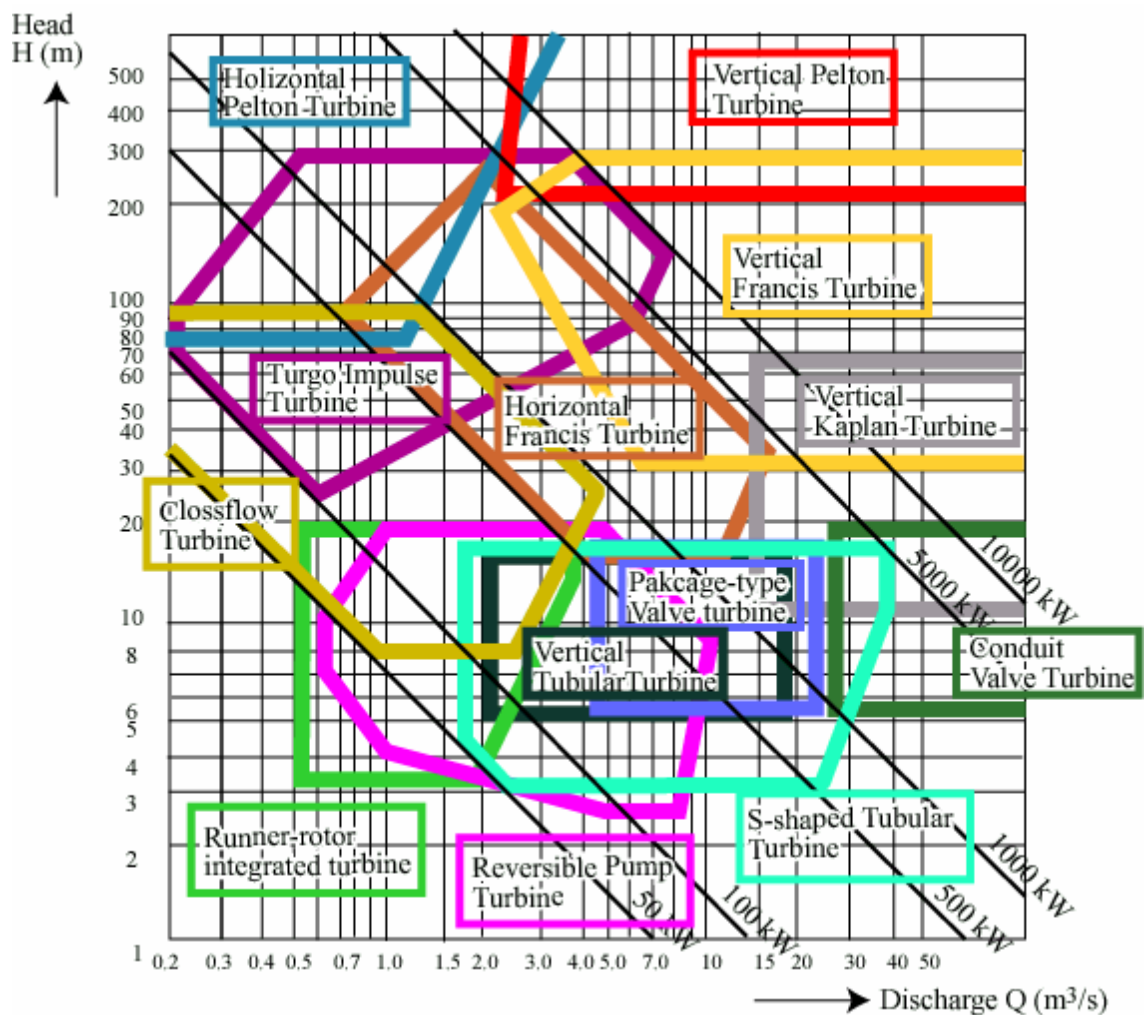 Head
H (m)
500
400
300
200
100
90
80
70
60
50
40
30
20
10
8
6
5
4
3
2
1
Holizontal
Pelton Turbine
Vertical Pelton
Turbine
Vertical
Francis Turbine
Turgo Impulse
Turbine
Horizontal
Francis Turbine
Vertical
Kaplan Turbine
Clossflow
Turbine
Pakcage-type
Valve turbine
Vertical
TubularTurbine
Conduit
Valve Turbine
Runner-rotor
integrated turbine
Reversible Pump
Turbine
S-shaped Tubular
Turbine
50 kW
100 kW
500 kW
1000 kW
5000 kW
10000 kW
0.2 0.3 0.4 0.5 0.7 1.0 1.5 2.0 3.0 4.0 5.0 7.0 10 15 20 30 40 50
Discharge Q (m³/s)